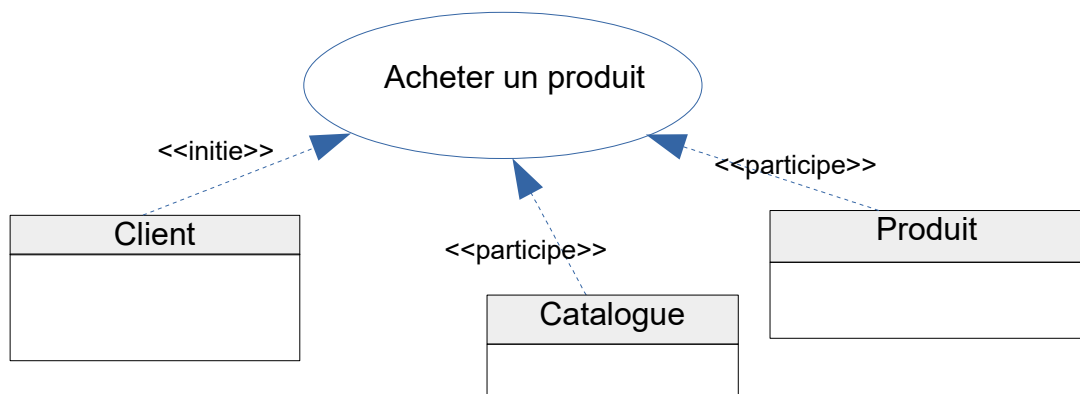 Acheter un produit
<<initie>>
<<participe>>
Client
Produit
<<participe>>
Catalogue